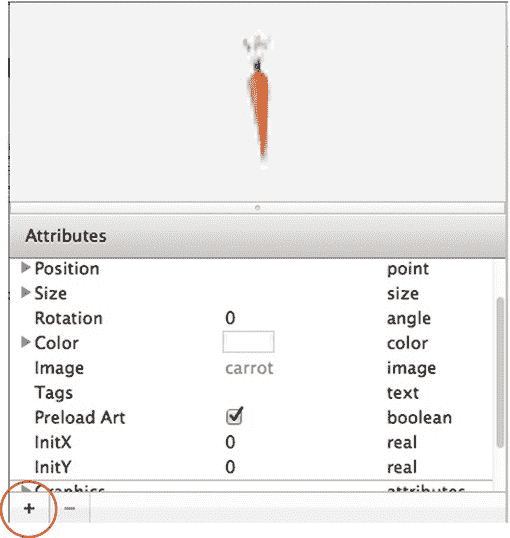 Attributes
Position point
Size size
Rotation 0 angle
Color color
Image carrot image
Tags text
Preload Art boolean
InitX 0 real
InitY 0 real
Graphics attributes
+ −